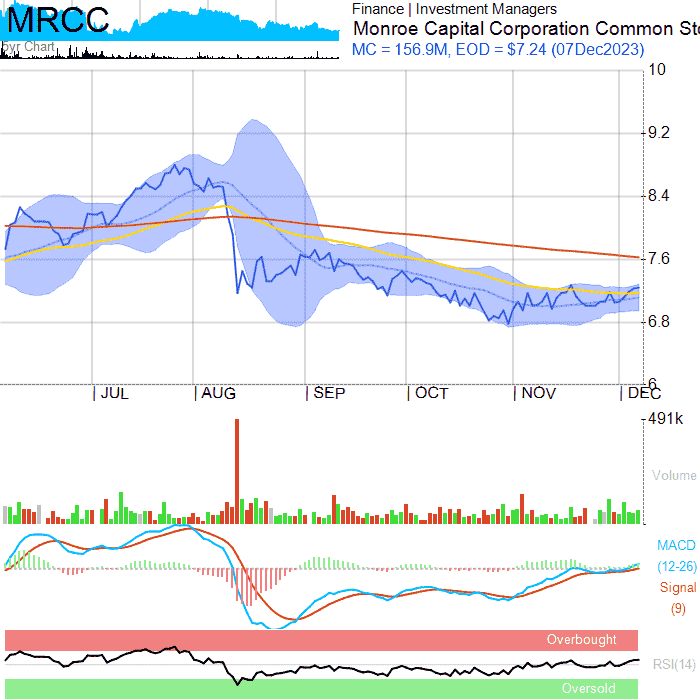 MRCC
Finance | Investment Managers
Monroe Capital Corporation Common Sto
MC = 156.9M, EOD = $7.24 (07Dec2023)
Chart
10
9.2
8.4
7.6
6.8
6
JUL AUG SEP OCT NOV DEC
491k
Volume
MACD
(12-26)
Signal
(9)
Overbought
RSI(14)
Oversold